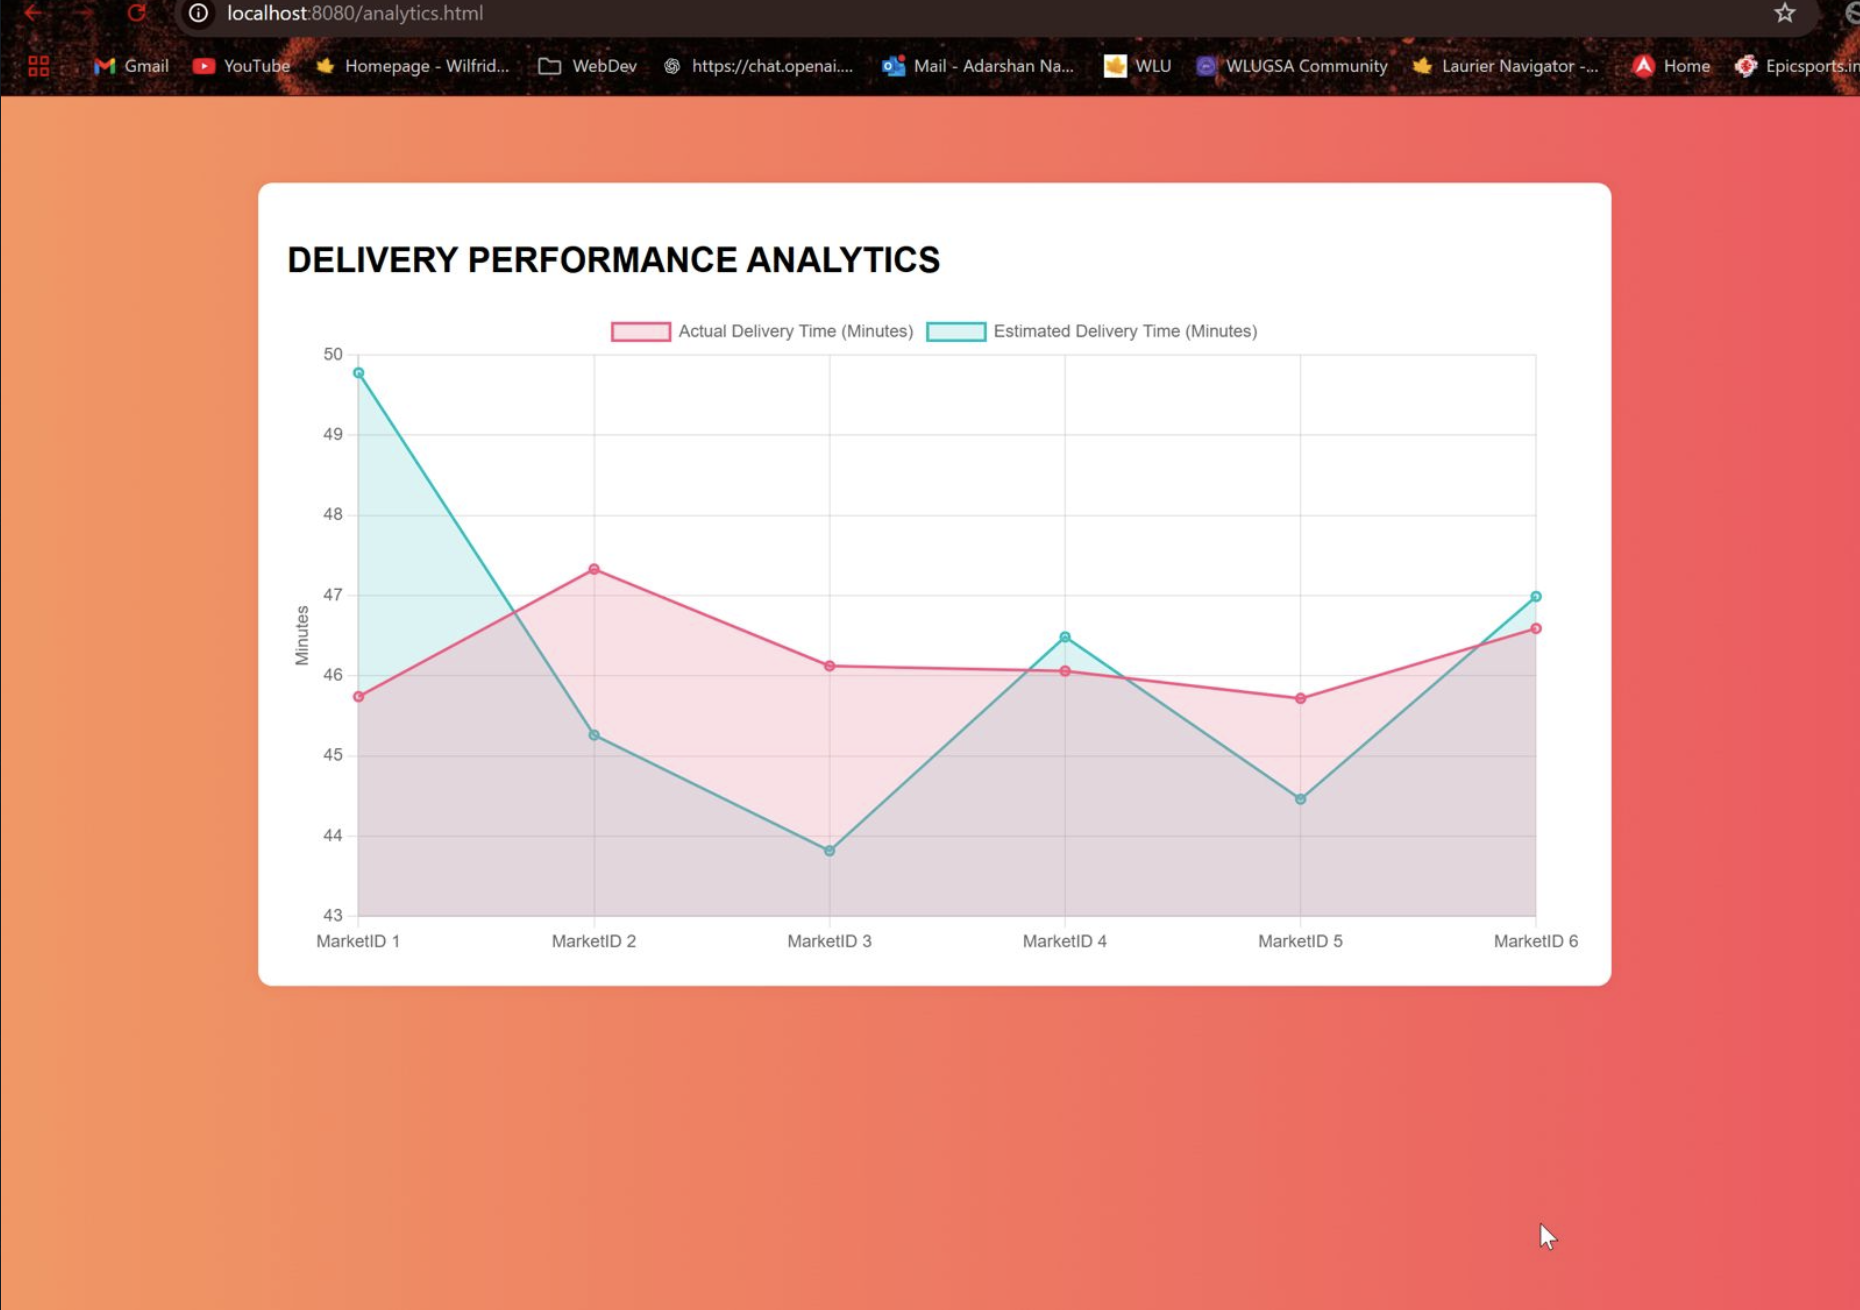 localhost:8080/analytics.html
Gmail YouTube Homepage - Wilfrid... WebDev https://chat.openai.... Mail - Adarshan Na... WLU WLUGSA Community Laurier Navigator -... Home Epicsports.in
DELIVERY PERFORMANCE ANALYTICS
Actual Delivery Time (Minutes) Estimated Delivery Time (Minutes)
50
49
48
47
46
45
44
43
Minutes
MarketID 1 MarketID 2 MarketID 3 MarketID 4 MarketID 5 MarketID 6